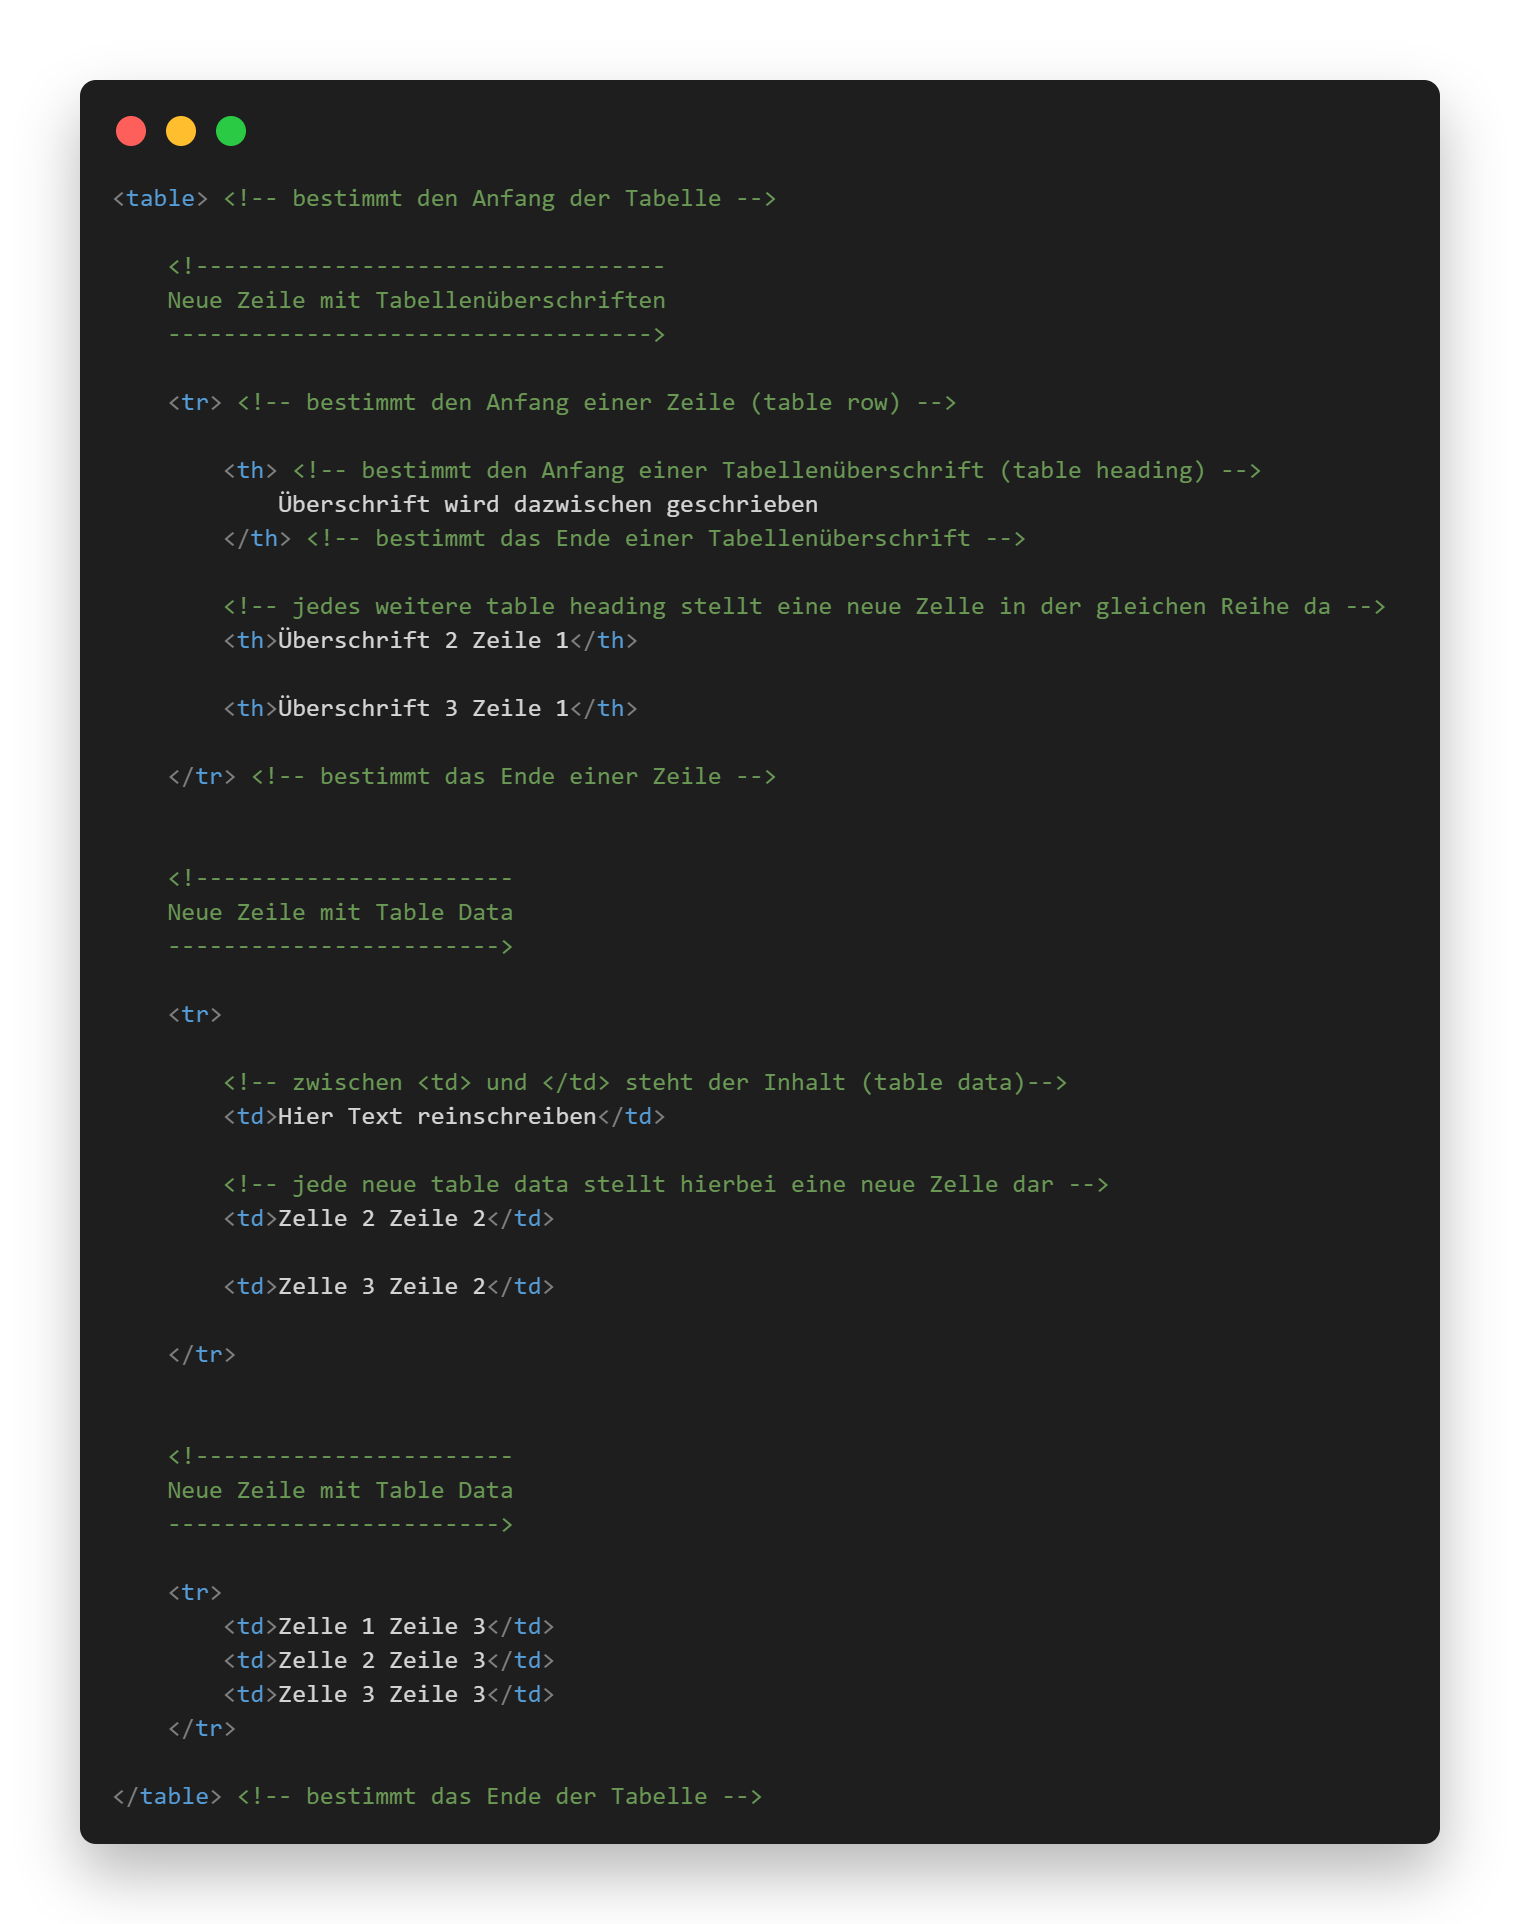 <table> <!-- bestimmt den Anfang der Tabelle -->
<!----------------------------------
Neue Zeile mit Tabellenüberschriften
----------------------------------->
<tr> <!-- bestimmt den Anfang einer Zeile (table row) -->
<th> <!-- bestimmt den Anfang einer Tabellenüberschrift (table heading) -->
Überschrift wird dazwischen geschrieben
</th> <!-- bestimmt das Ende einer Tabellenüberschrift -->
<!-- jedes weitere table heading stellt eine neue Zelle in der gleichen Reihe da -->
<th>Überschrift 2 Zeile 1</th>
<th>Überschrift 3 Zeile 1</th>
</tr> <!-- bestimmt das Ende einer Zeile -->
<!-----------------------
Neue Zeile mit Table Data
------------------------>
<tr>
<!-- zwischen <td> und </td> steht der Inhalt (table data)-->
<td>Hier Text reinschreiben</td>
<!-- jede neue table data stellt hierbei eine neue Zelle dar -->
<td>Zelle 2 Zeile 2</td>
<td>Zelle 3 Zeile 2</td>
</tr>
<!-----------------------
Neue Zeile mit Table Data
------------------------>
<tr>
<td>Zelle 1 Zeile 3</td>
<td>Zelle 2 Zeile 3</td>
<td>Zelle 3 Zeile 3</td>
</tr>
</table> <!-- bestimmt das Ende der Tabelle -->